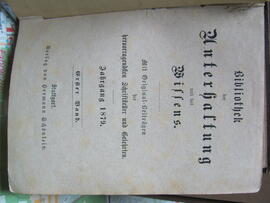 Bibliothek
der
Unterhaltung
und des
Wissens.
Mit Original-Beiträgen
der
hervorragendsten Schriftsteller und Gelehrten.
Jahrgang 1879.
Erster Band.
Stuttgart.
Verlag von Hermann Schönlein.